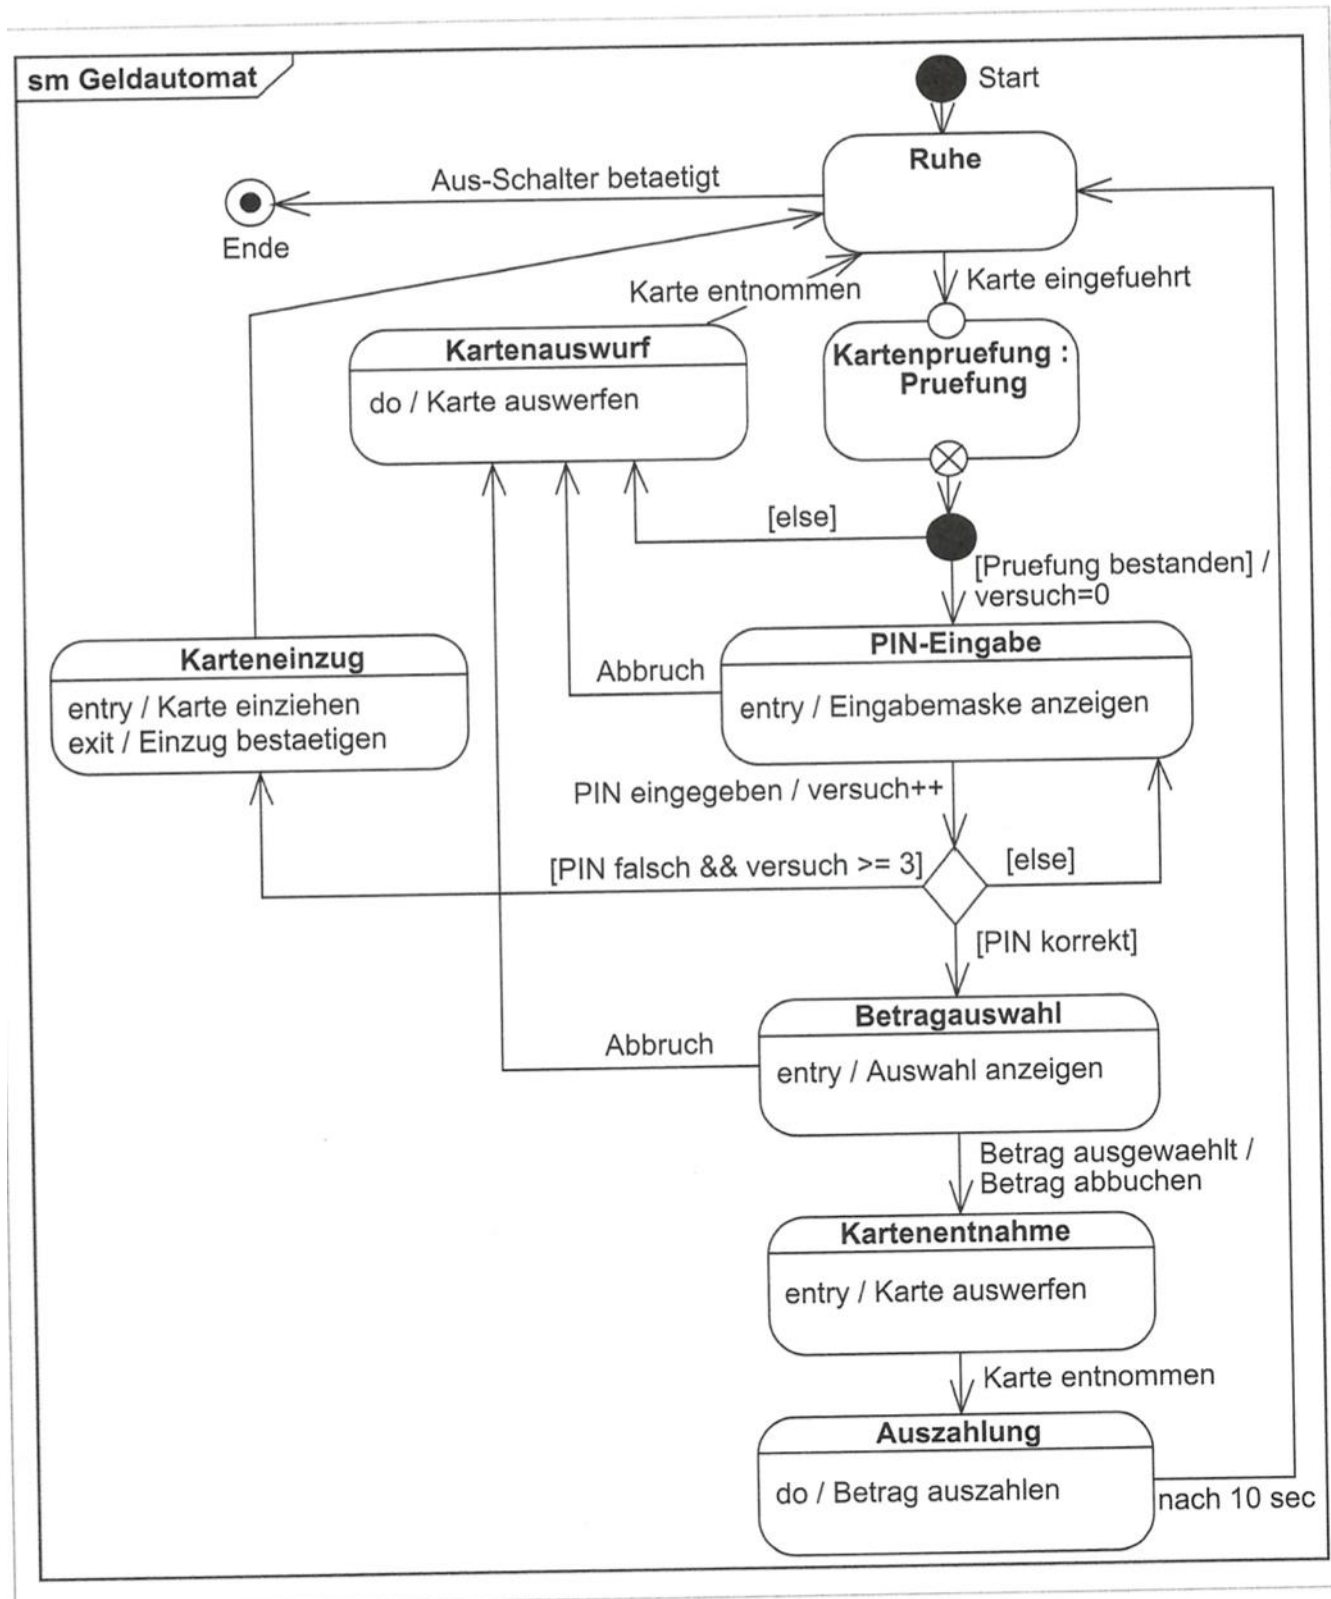 sm Geldautomat
Start
Ruhe
Aus-Schalter betaetigt
Ende
Karte entnommen
Karte eingefuehrt
Kartenauswurf
do / Karte auswerfen
Kartenpruefung :
Pruefung
[else]
[Pruefung bestanden] /
versuch=0
PIN-Eingabe
entry / Eingabemaske anzeigen
Abbruch
Karteneinzug
entry / Karte einziehen
exit / Einzug bestaetigen
PIN eingegeben / versuch++
[PIN falsch && versuch >= 3]
[else]
[PIN korrekt]
Betragauswahl
entry / Auswahl anzeigen
Abbruch
Betrag ausgewaehlt /
Betrag abbuchen
Kartenentnahme
entry / Karte auswerfen
Karte entnommen
Auszahlung
do / Betrag auszahlen
nach 10 sec